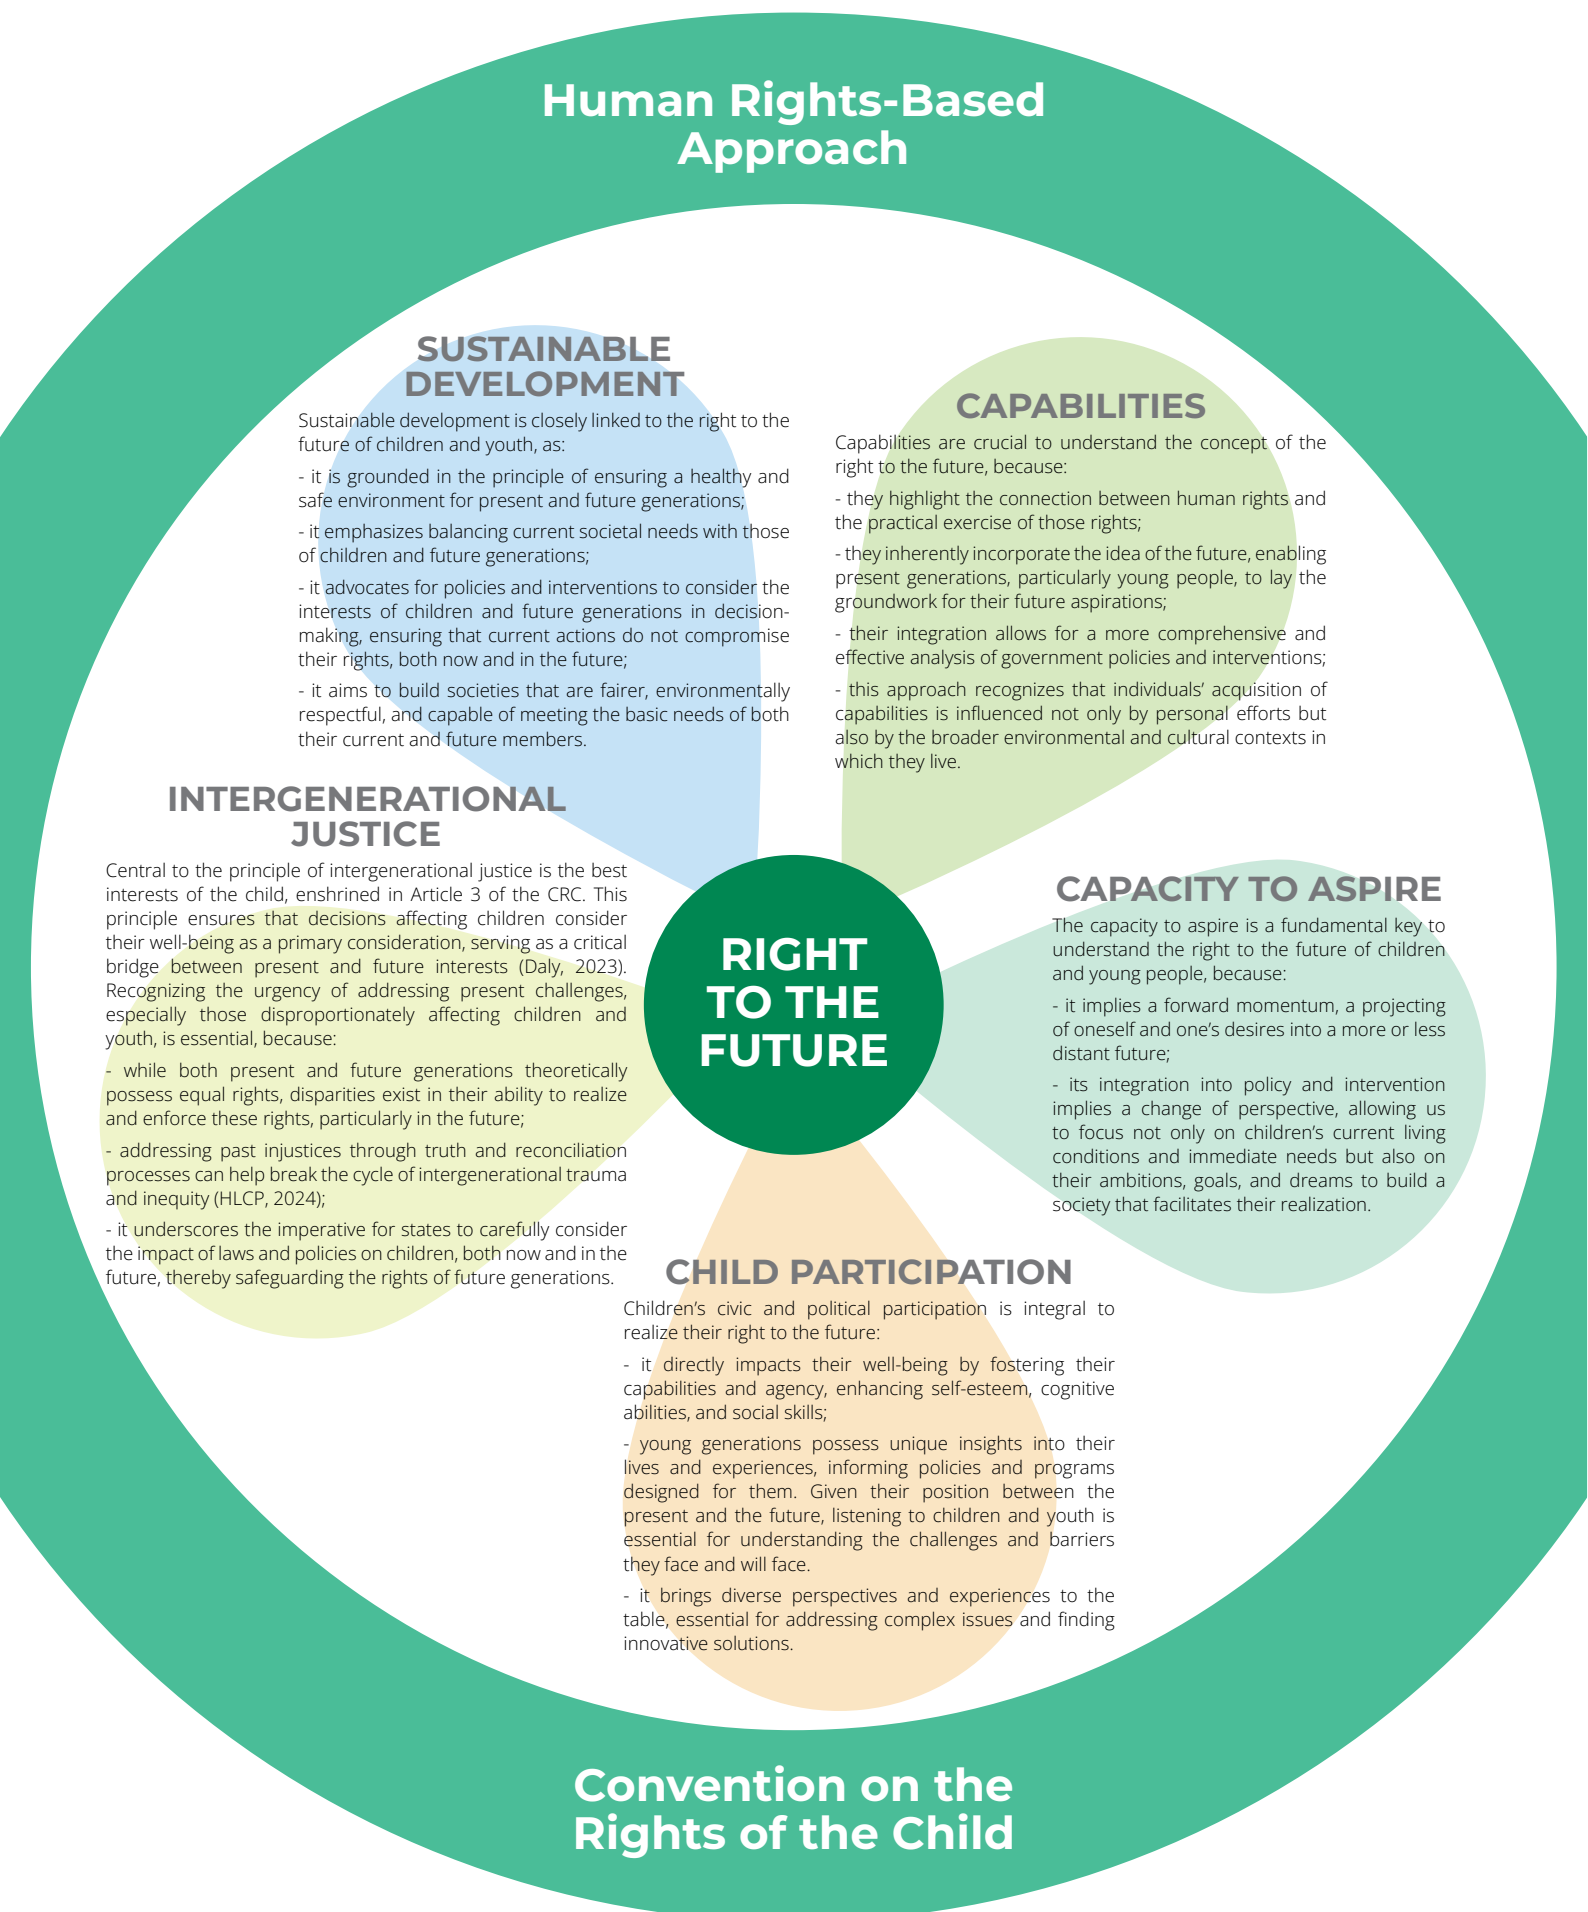 Human Rights-Based
Approach
SUSTAINABLE
DEVELOPMENT
Sustainable development is closely linked to the right to the
future of children and youth, as:
- it is grounded in the principle of ensuring a healthy and
safe environment for present and future generations;
- it emphasizes balancing current societal needs with those
of children and future generations;
- it advocates for policies and interventions to consider the
interests of children and future generations in decision-
making, ensuring that current actions do not compromise
their rights, both now and in the future;
- it aims to build societies that are fairer, environmentally
respectful, and capable of meeting the basic needs of both
their current and future members.
CAPABILITIES
Capabilities are crucial to understand the concept of the
right to the future, because:
- they highlight the connection between human rights and
the practical exercise of those rights;
- they inherently incorporate the idea of the future, enabling
present generations, particularly young people, to lay the
groundwork for their future aspirations;
- their integration allows for a more comprehensive and
effective analysis of government policies and interventions;
- this approach recognizes that individuals’ acquisition of
capabilities is influenced not only by personal efforts but
also by the broader environmental and cultural contexts in
which they live.
INTERGENERATIONAL
JUSTICE
Central to the principle of intergenerational justice is the best
interests of the child, enshrined in Article 3 of the CRC. This
principle ensures that decisions affecting children consider
their well-being as a primary consideration, serving as a critical
bridge between present and future interests (Daly, 2023).
Recognizing the urgency of addressing present challenges,
especially those disproportionately affecting children and
youth, is essential, because:
- while both present and future generations theoretically
possess equal rights, disparities exist in their ability to realize
and enforce these rights, particularly in the future;
- addressing past injustices through truth and reconciliation
processes can help break the cycle of intergenerational trauma
and inequity (HLCP, 2024);
- it underscores the imperative for states to carefully consider
the impact of laws and policies on children, both now and in the
future, thereby safeguarding the rights of future generations.
RIGHT
TO THE
FUTURE
CAPACITY TO ASPIRE
The capacity to aspire is a fundamental key to
understand the right to the future of children
and young people, because:
- it implies a forward momentum, a projecting
of oneself and one’s desires into a more or less
distant future;
- its integration into policy and intervention
implies a change of perspective, allowing us
to focus not only on children’s current living
conditions and immediate needs but also on
their ambitions, goals, and dreams to build a
society that facilitates their realization.
CHILD PARTICIPATION
Children’s civic and political participation is integral to
realize their right to the future:
- it directly impacts their well-being by fostering their
capabilities and agency, enhancing self-esteem, cognitive
abilities, and social skills;
- young generations possess unique insights into their
lives and experiences, informing policies and programs
designed for them. Given their position between the
present and the future, listening to children and youth is
essential for understanding the challenges and barriers
they face and will face.
- it brings diverse perspectives and experiences to the
table, essential for addressing complex issues and finding
innovative solutions.
Convention on the
Rights of the Child